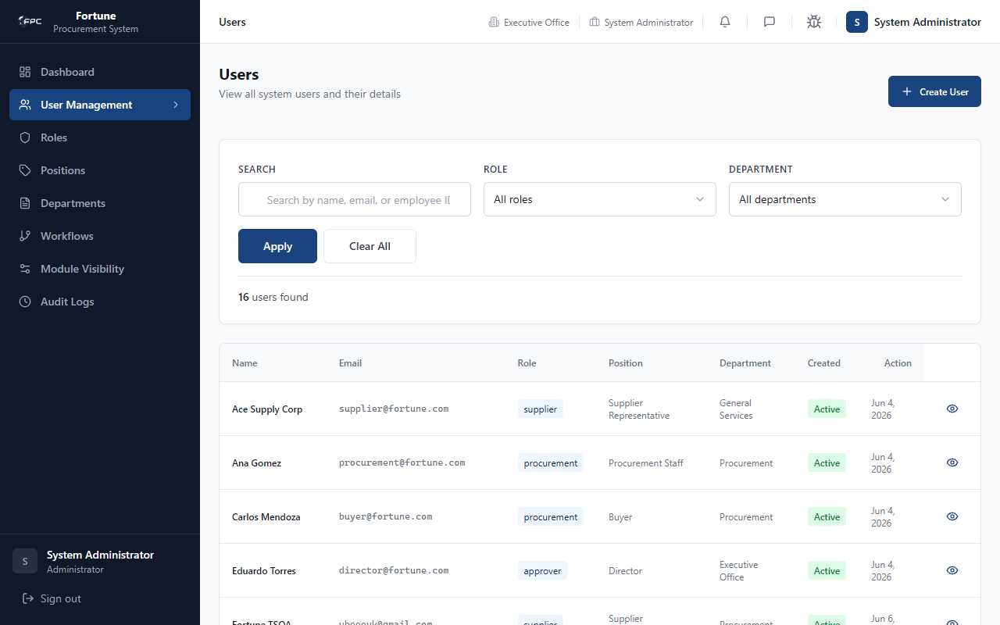 FPC
Fortune
Procurement System
Dashboard
User Management
Roles
Positions
Departments
Workflows
Module Visibility
Audit Logs
S
System Administrator
Administrator
Sign out
Users
Executive Office
System Administrator
S
System Administrator
Users
View all system users and their details
Create User
SEARCH
ROLE
DEPARTMENT
Search by name, email, or employee ID
All roles
All departments
Apply
Clear All
16 users found
Name Email Role Position Department Created Action
Ace Supply Corp supplier@fortune.com supplier Supplier Representative General Services Active Jun 4, 2026
Ana Gomez procurement@fortune.com procurement Procurement Staff Procurement Active Jun 4, 2026
Carlos Mendoza buyer@fortune.com procurement Buyer Procurement Active Jun 4, 2026
Eduardo Torres director@fortune.com approver Director Executive Office Active Jun 4, 2026
Fortune TSOA supplier Supplier Procurement Active Jun 6,